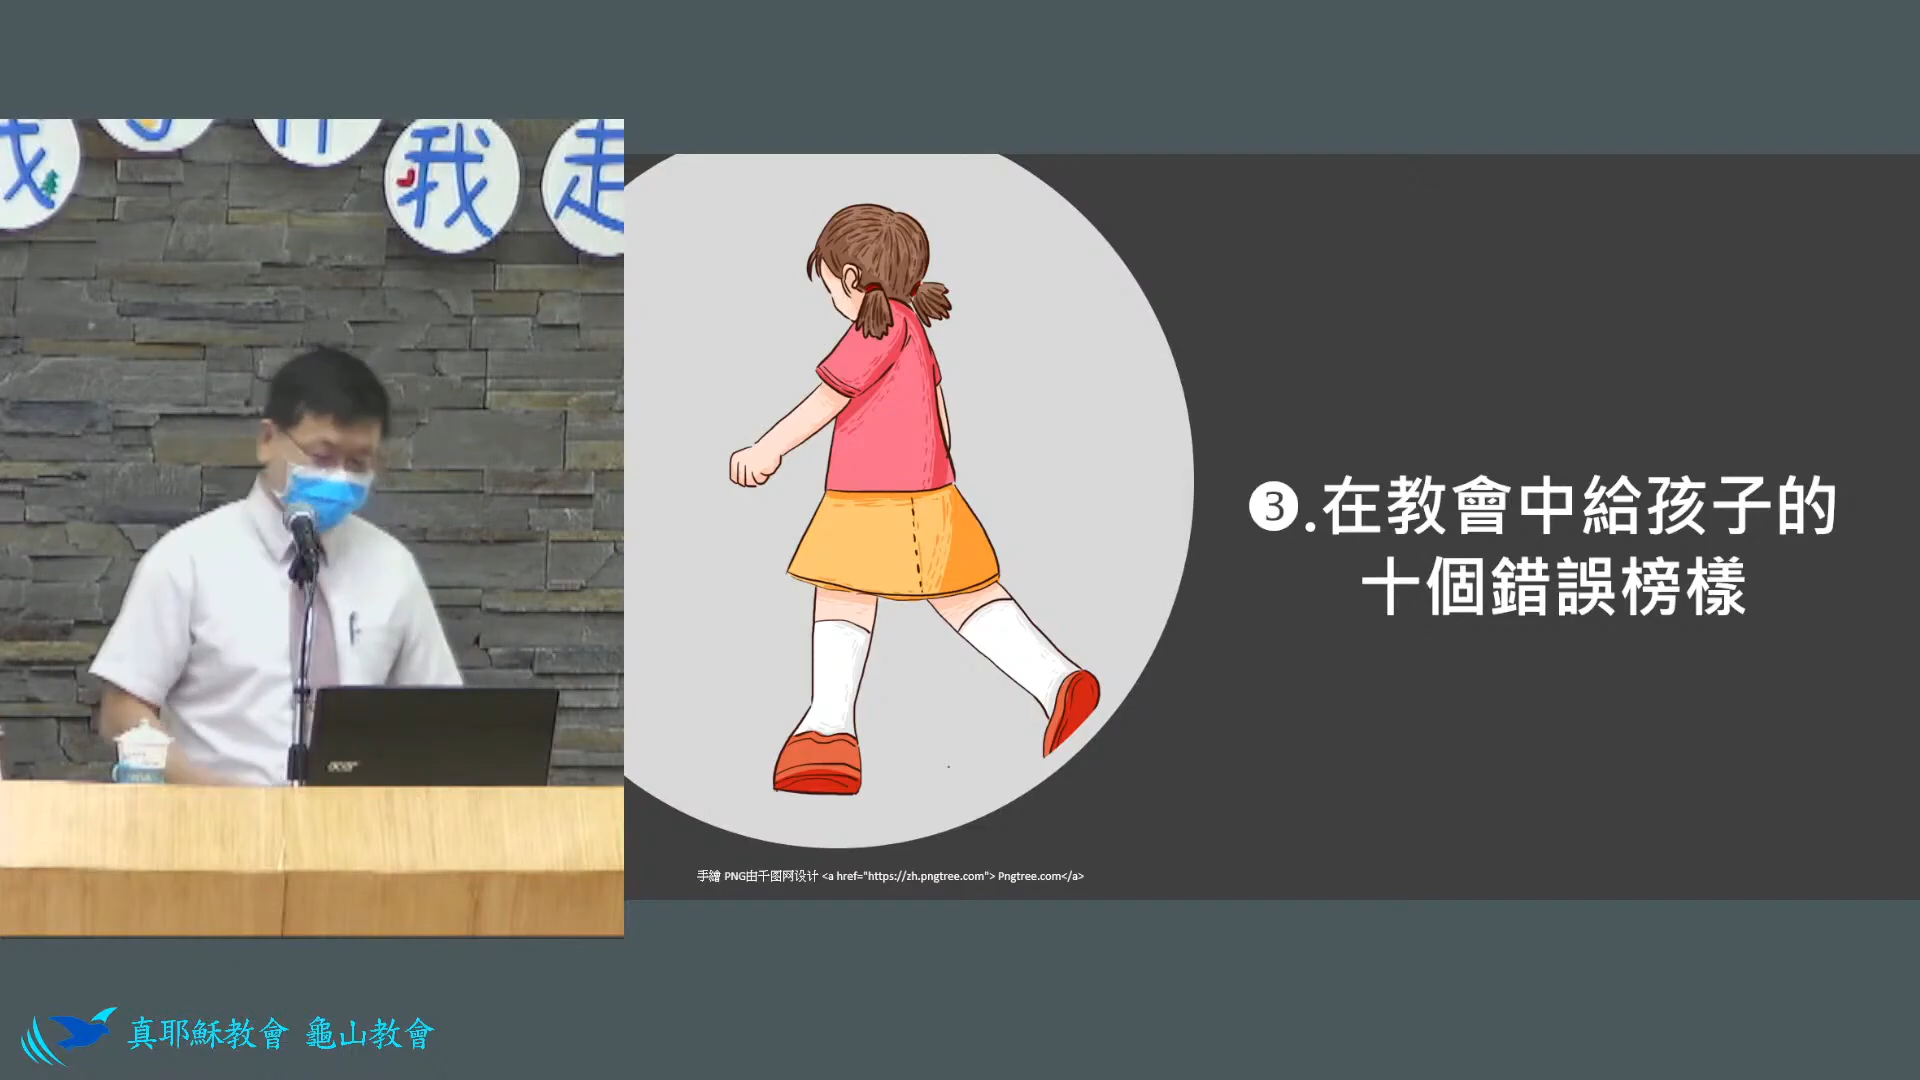 我
走
❸.在教會中給孩子的
十個錯誤榜樣
acer
手繪 PNG由千图网设计 <a href="https://zh.pngtree.com"> Pngtree.com</a>
真耶穌教會 龜山教會